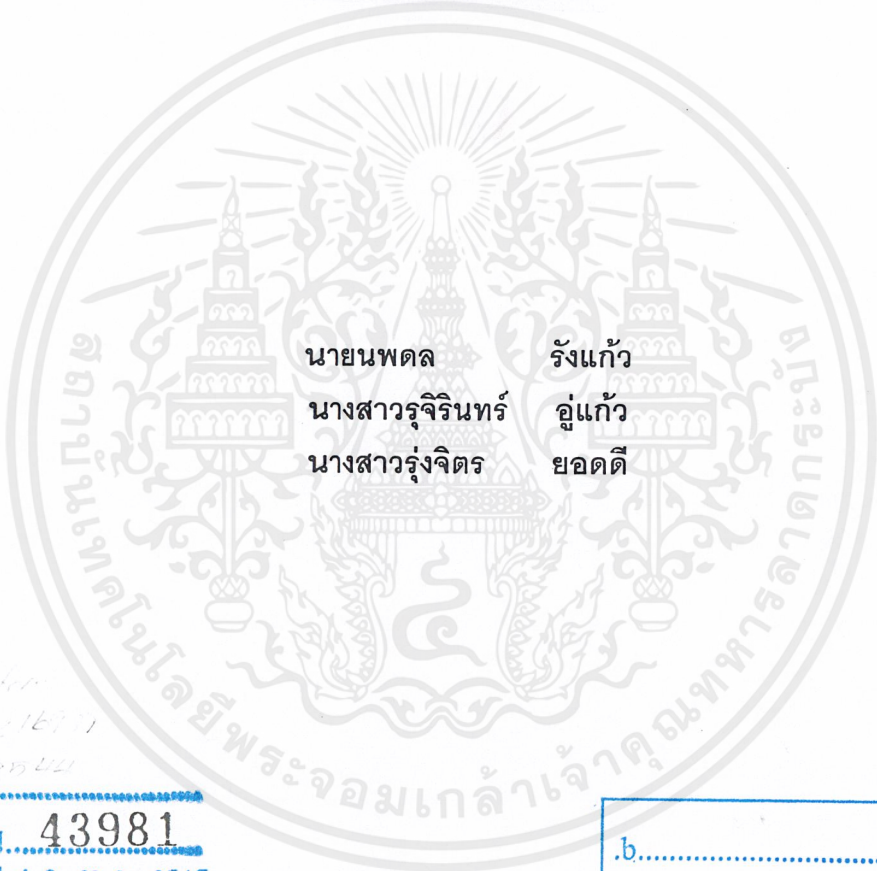 นายนพดล รังแก้ว
นางสาวรุจิรินทร์ อู่แก้ว
นางสาวรุ่งจิตร ยอดดี
สถาบันเทคโนโลยีพระจอมเกล้าเจ้าคุณทหารลาดกระบัง
43981
.b